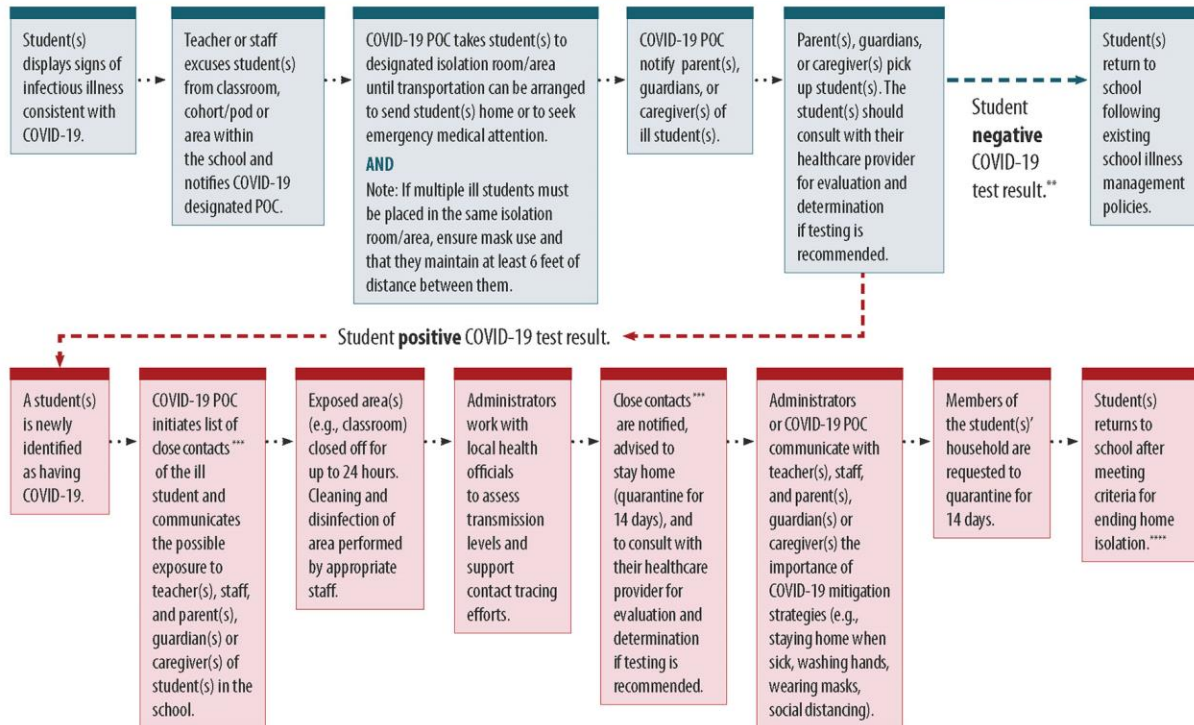 Student(s)
displays signs of
infectious illness
consistent with
COVID-19.
Teacher or staff
excuses student(s)
from classroom,
cohort/pod or
area within
the school and
notifies COVID-19
designated POC.
COVID-19 POC takes student(s) to
designated isolation room/area
until transportation can be arranged
to send student(s) home or to seek
emergency medical attention.
AND
Note: If multiple ill students must
be placed in the same isolation
room/area, ensure mask use and
that they maintain at least 6 feet of
distance between them.
COVID-19 POC
notify parent(s),
guardians, or
caregiver(s) of
ill student(s).
Parent(s), guardians,
or caregiver(s) pick
up student(s). The
student(s) should
consult with their
healthcare provider
for evaluation and
determination
if testing is
recommended.
Student
negative
COVID-19
test result.**
Student(s)
return to
school
following
existing
school illness
management
policies.
Student positive COVID-19 test result.
A student(s)
is newly
identified
as having
COVID-19.
COVID-19 POC
initiates list of
close contacts***
of the ill
student and
communicates
the possible
exposure to
teacher(s), staff,
and parent(s),
guardian(s) or
caregiver(s) of
student(s) in the
school.
Exposed area(s)
(e.g., classroom)
closed off for
up to 24 hours.
Cleaning and
disinfection of
area performed
by appropriate
staff.
Administrators
work with
local health
officials
to assess
transmission
levels and
support
contact tracing
efforts.
Close contacts***
are notified,
advised to
stay home
(quarantine for
14 days), and
to consult with
their healthcare
provider for
evaluation and
determination
if testing is
recommended.
Administrators
or COVID-19 POC
communicate with
teacher(s), staff,
and parent(s),
guardian(s) or
caregiver(s) the
importance of
COVID-19 mitigation
strategies (e.g.,
staying home when
sick, washing hands,
wearing masks,
social distancing).
Members of
the student(s)'
household are
requested to
quarantine for
14 days.
Student(s)
returns to
school after
meeting
criteria for
ending home
isolation.****